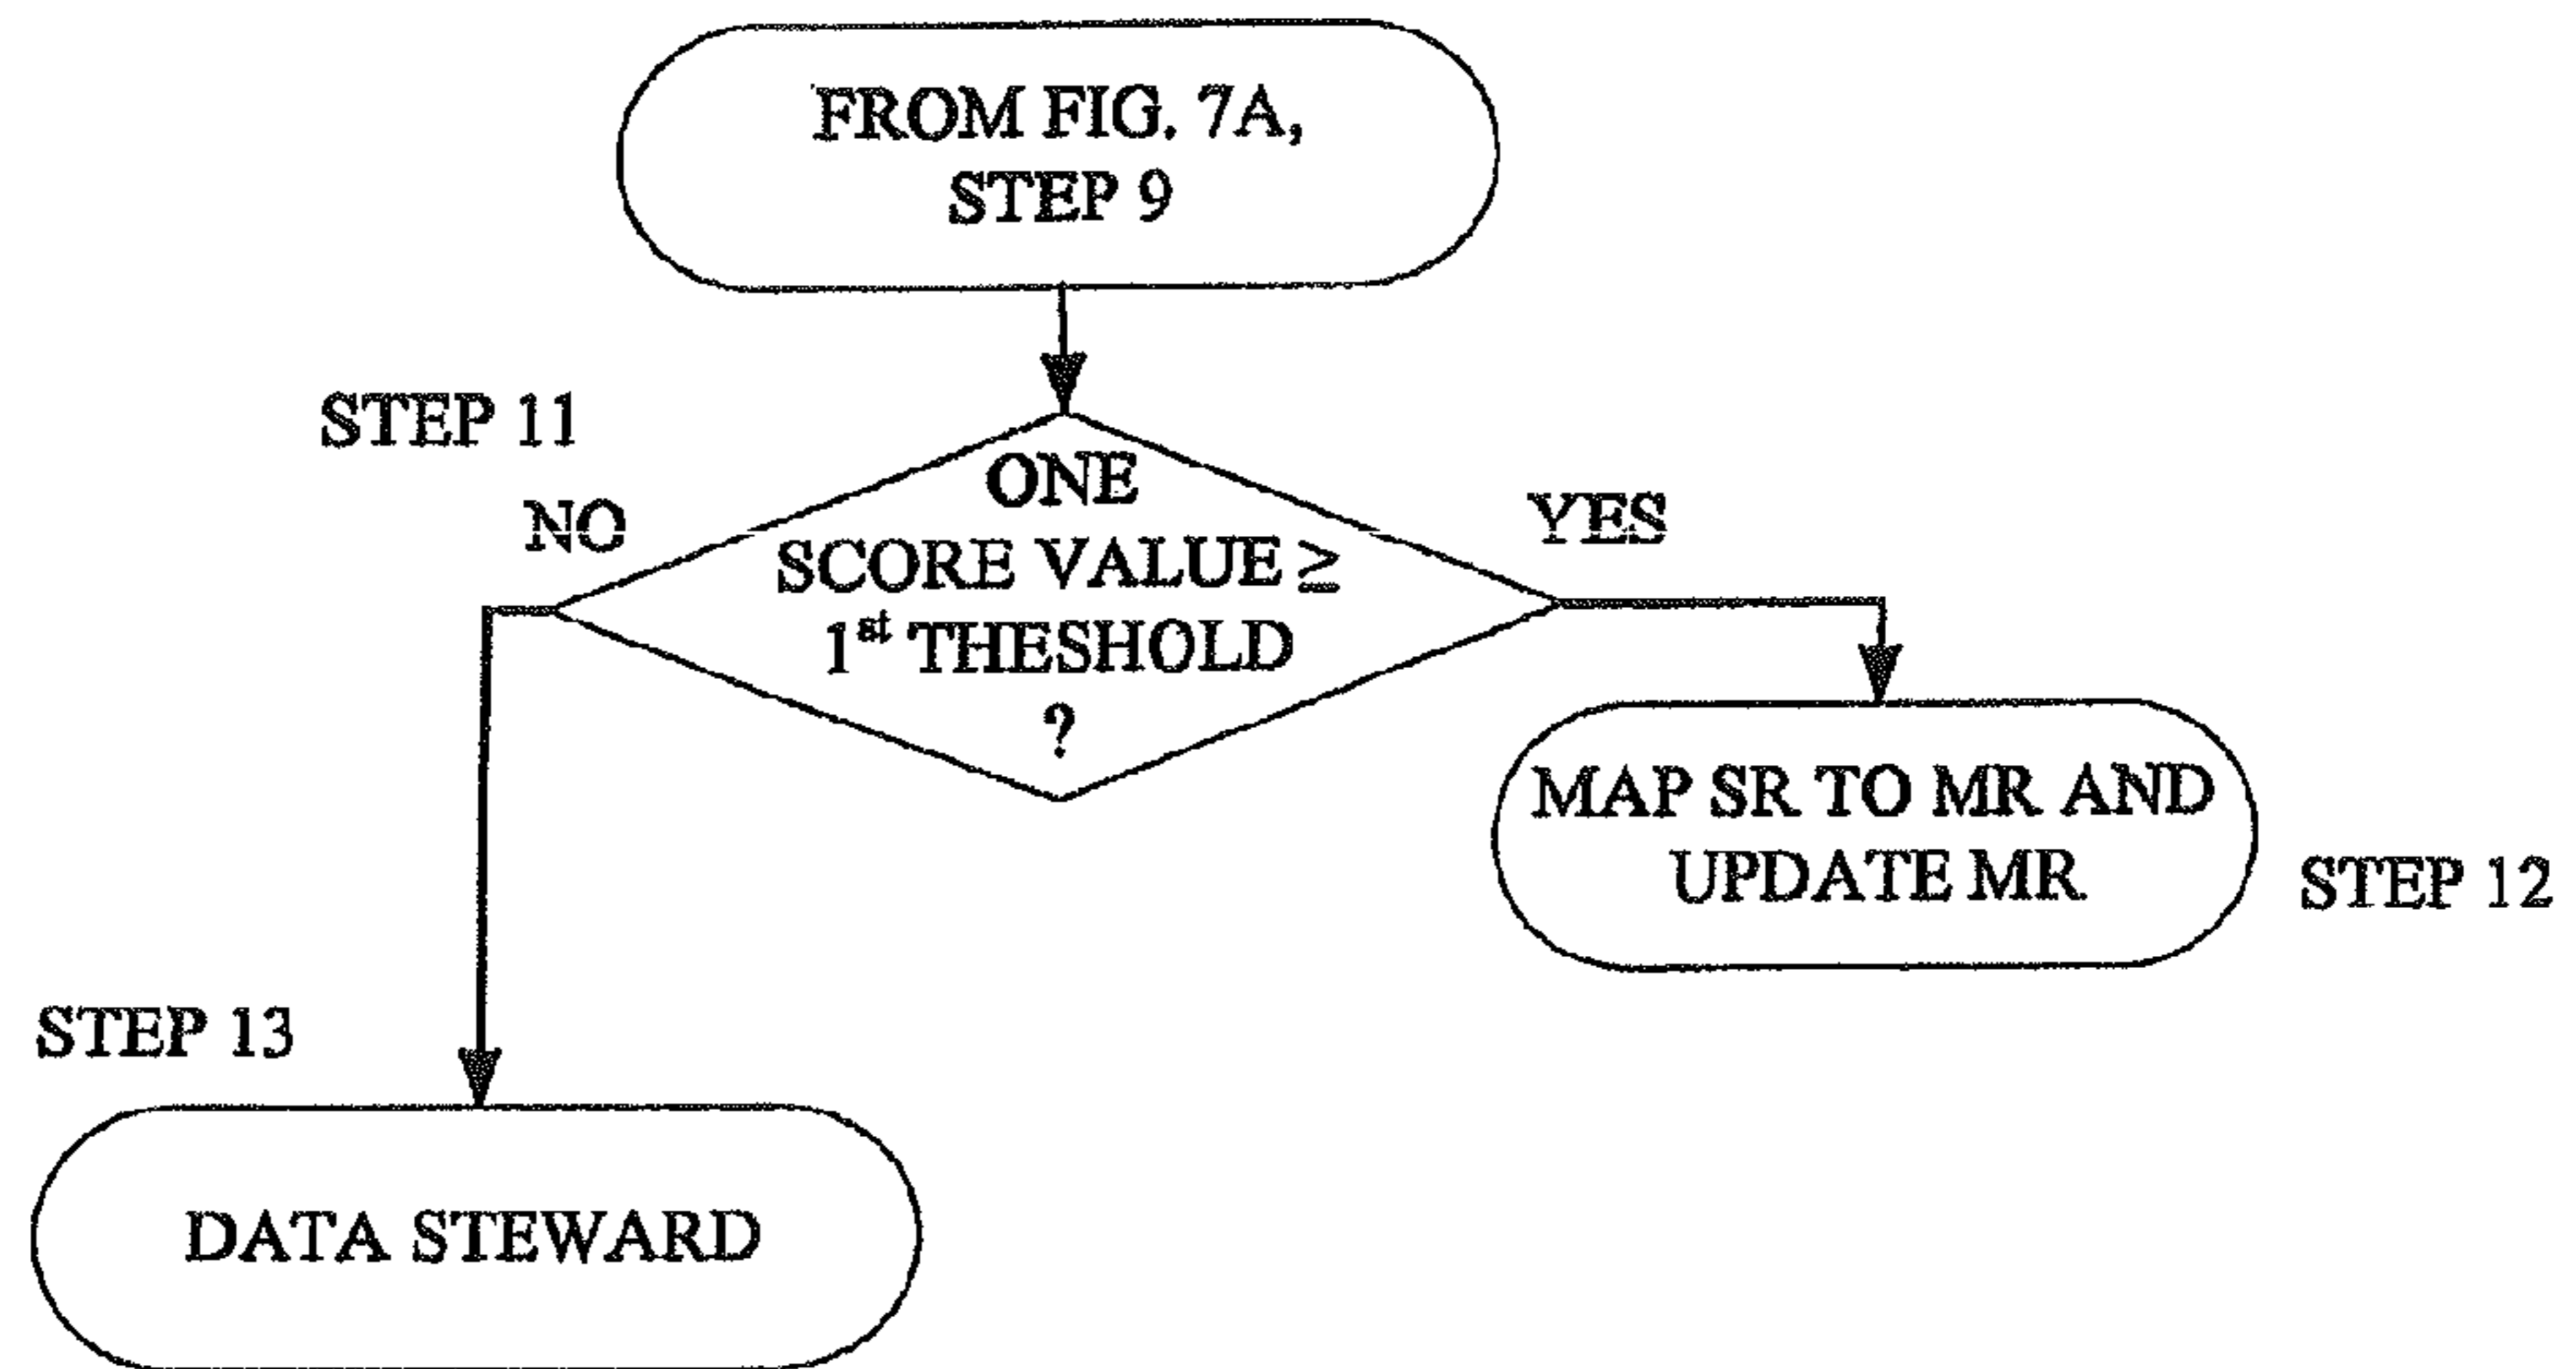 FROM FIG. 7A,
STEP 9
STEP 11
NO
YES
ONE
SCORE VALUE ≥
1st THESHOLD
?
MAP SR TO MR AND
UPDATE MR
STEP 12
STEP 13
DATA STEWARD